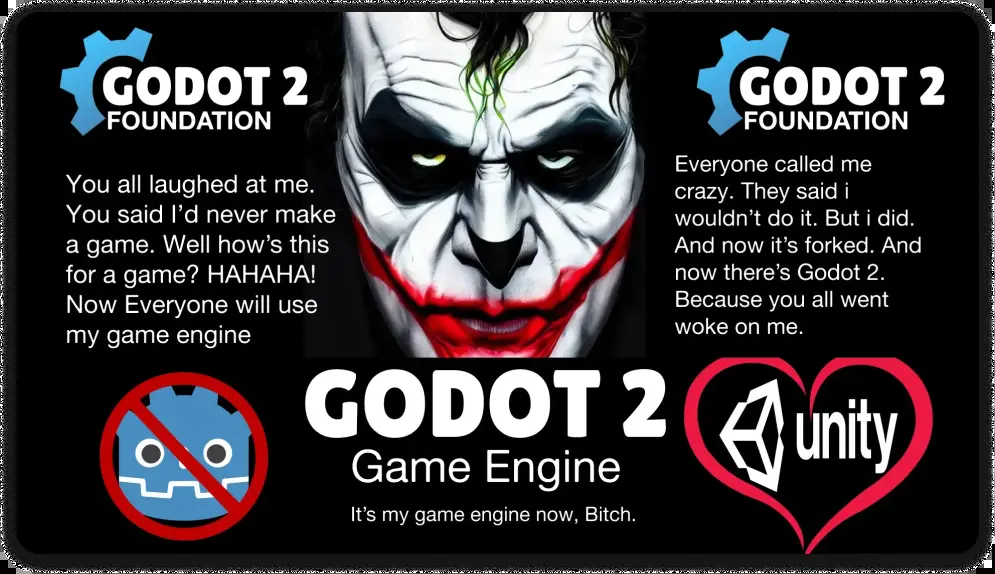 GODOT 2
FOUNDATION
You all laughed at me.
You said I'd never make
a game. Well how's this
for a game? HAHAHA!
Now Everyone will use
my game engine
GODOT 2
FOUNDATION
Everyone called me
crazy. They said i
wouldn't do it. But i did.
And now it's forked. And
now there's Godot 2.
Because you all went
woke on me.
GODOT 2
Game Engine
It's my game engine now, Bitch.
unity